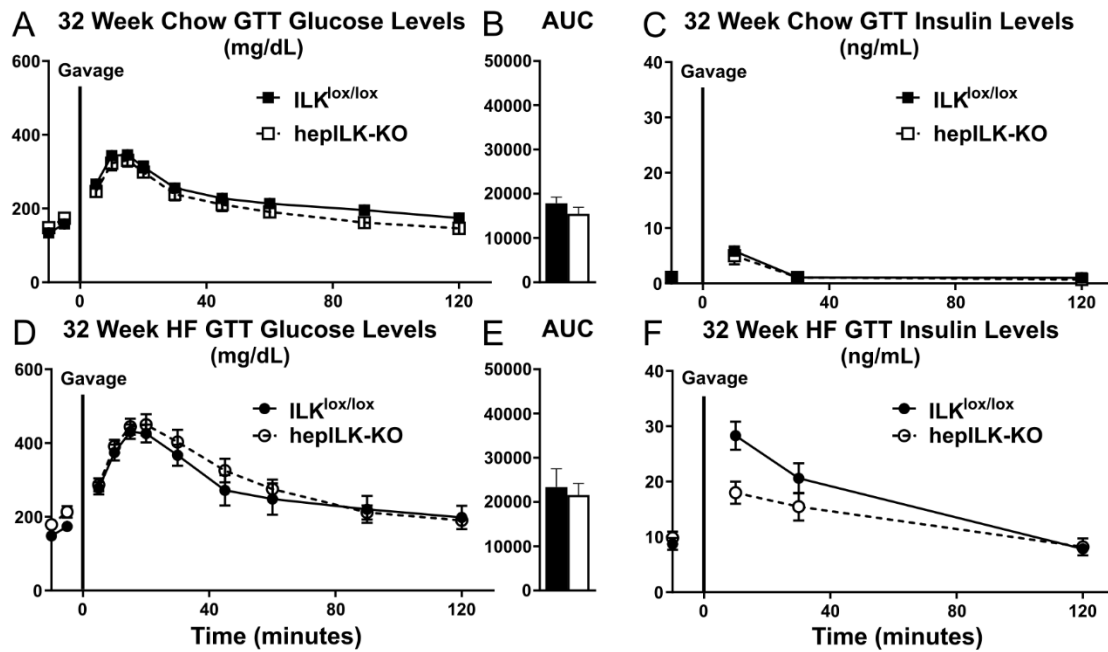 A 32 Week Chow GTT Glucose Levels
(mg/dL)
600
400
200
0
Gavage
ILK^lox/lox
hepILK-KO
0 40 80 120
B AUC
50000
40000
30000
20000
10000
0
C 32 Week Chow GTT Insulin Levels
(ng/mL)
40
30
20
10
0
Gavage
ILK^lox/lox
hepILK-KO
0 40 80 120
D 32 Week HF GTT Glucose Levels
(mg/dL)
600
400
200
0
Gavage
ILK^lox/lox
hepILK-KO
0 40 80 120
Time (minutes)
E AUC
50000
40000
30000
20000
10000
0
F 32 Week HF GTT Insulin Levels
(ng/mL)
40
30
20
10
0
Gavage
ILK^lox/lox
hepILK-KO
0 40 80 120
Time (minutes)